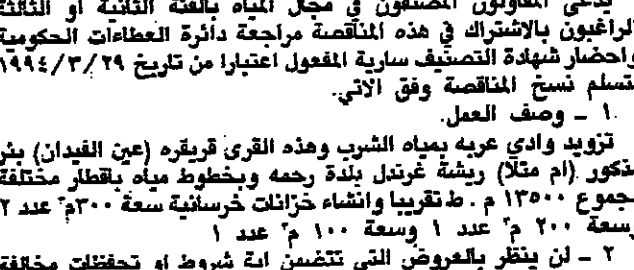 يدعى المقاولون المصنفون في مجال المياه بالفئة الثانية او الثالثة
الراغبون بالاشتراك في هذه المناقصة مراجعة دائرة العطاءات الحكومية
واحضار شهادة التصنيف سارية المفعول اعتبارا من تاريخ ١٩٩٤/٣/٢٩
لتسلم نسخ المناقصة وفق الاتي.
١ - وصف العمل.
تزويد وادي عربه بمياه الشرب وهذه القرى قريقره (عين الفيدان) بئر
مذكور (ام مثلا) ريشة غرندل بلدة رحمه وبخطوط مياه باقطار مختلفة
بمجموع ١٣٥٠٠ م . ط تقريبا وانشاء خزانات خرسانية سعة ٣٠٠م٣ عدد ٢
وسعة ٢٠٠ م٣ عدد ١ وسعة ١٠٠ م٣ عدد ١
٢ - لن ينظر بالعروض التي تتضمن اية شروط او تحفظات مخالفة